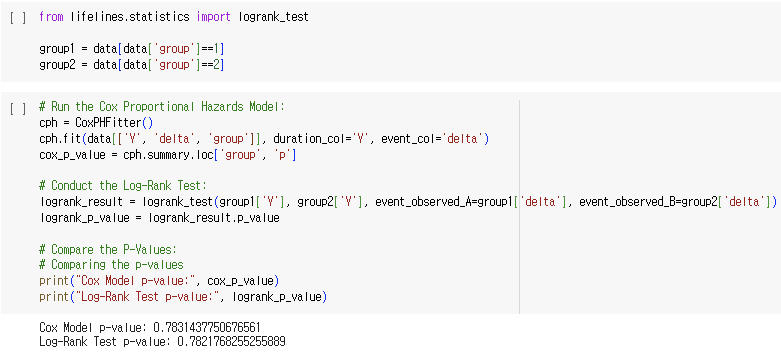 [ ] from lifelines.statistics import logrank_test
group1 = data[data['group']==1]
group2 = data[data['group']==2]
[ ] # Run the Cox Proportional Hazards Model:
cph = CoxPHFitter()
cph.fit(data[['Y', 'delta', 'group']], duration_col='Y', event_col='delta')
cox_p_value = cph.summary.loc['group', 'p']
# Conduct the Log-Rank Test:
logrank_result = logrank_test(group1['Y'], group2['Y'], event_observed_A=group1['delta'], event_observed_B=group2['delta'])
logrank_p_value = logrank_result.p_value
# Compare the P-Values:
# Comparing the p-values
print("Cox Model p-value:", cox_p_value)
print("Log-Rank Test p-value:", logrank_p_value)
Cox Model p-value: 0.7831437750676561
Log-Rank Test p-value: 0.7821768255255889